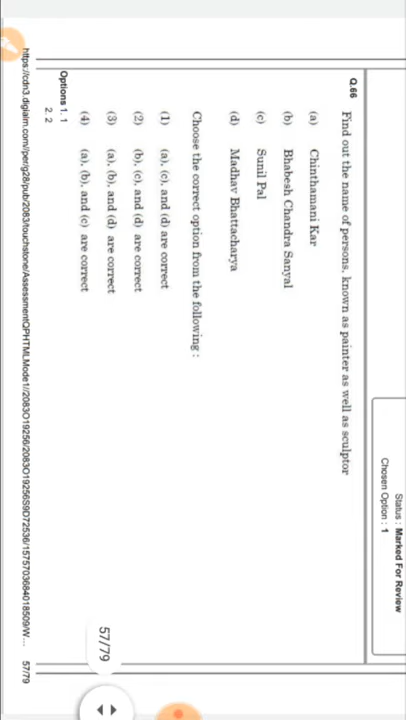 Status : Marked For Review
Chosen Option : 1
Q.66 Find out the name of persons, known as painter as well as sculptor
(a) Chinthamani Kar
(b) Bhabesh Chandra Sanyal
(c) Sunil Pal
(d) Madhav Bhattacharya
Choose the correct option from the following :
(1) (a), (c), and (d) are correct
(2) (b), (c), and (d) are correct
(3) (a), (b), and (d) are correct
(4) (a), (b), and (c) are correct
Options 1. 1
2. 2
57/79
57/79